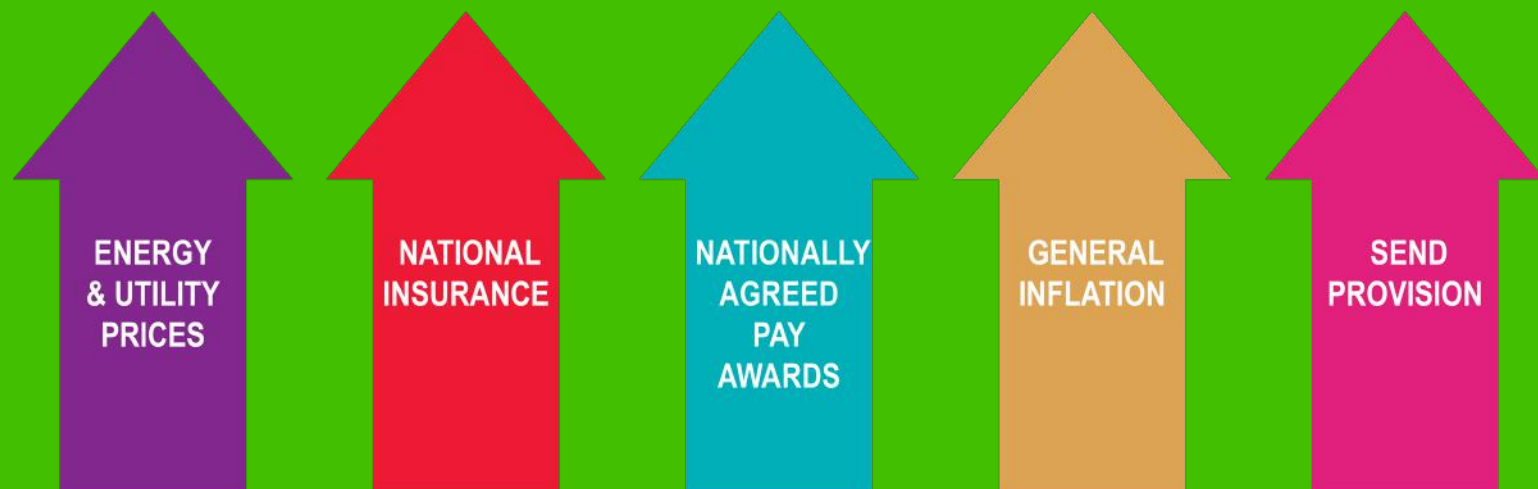 ENERGY
& UTILITY
PRICES
NATIONAL
INSURANCE
NATIONALLY
AGREED
PAY
AWARDS
GENERAL
INFLATION
SEND
PROVISION